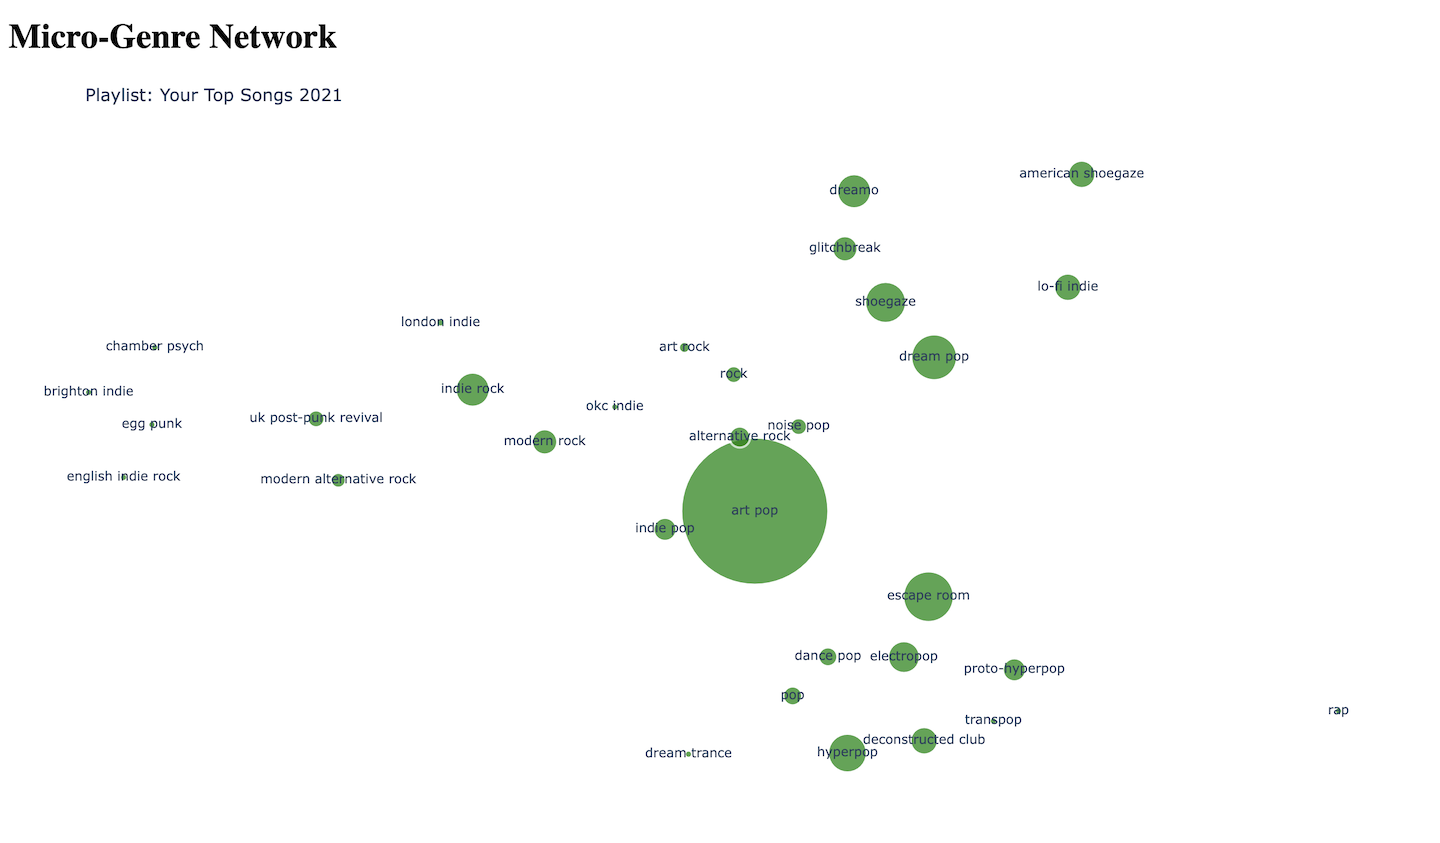 Micro-Genre Network
Playlist: Your Top Songs 2021
american shoegaze
dreamo
glitchbreak
lo-fi indie
shoegaze
london indie
chamber psych
art rock
dream pop
rock
brighton indie
indie rock
okc indie
egg punk
uk post-punk revival
noise pop
modern rock
alternative rock
english indie rock
modern alternative rock
art pop
indie pop
escape room
dance pop
electropop
proto-hyperpop
pop
rap
transpop
deconstructed club
dream trance
hyperpop